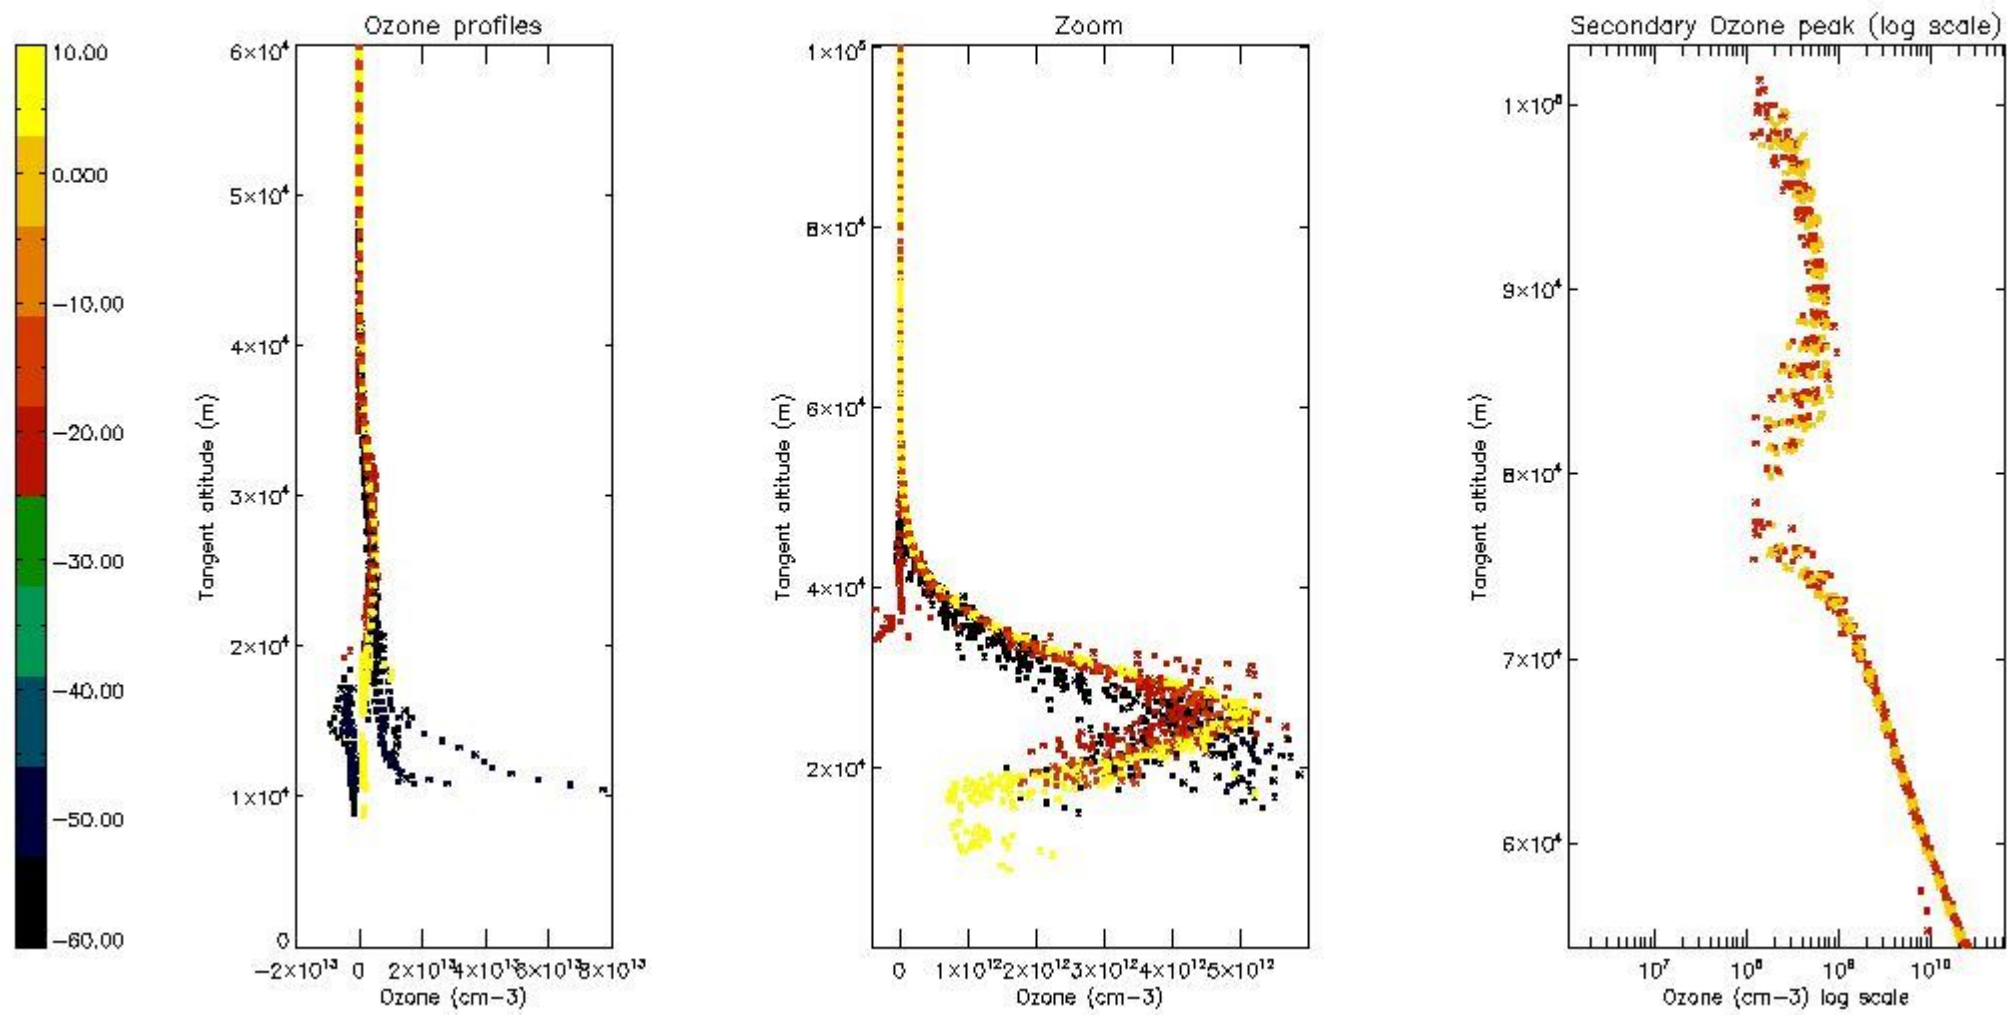 Ozone profiles
Zoom
Secondary Ozone peak (log scale)
10.00
0.000
−10.00
−20.00
−30.00
−40.00
−50.00
−60.00
Tangent altitude (m)
6×10⁴
5×10⁴
4×10⁴
3×10⁴
2×10⁴
1×10⁴
0
−2×10¹³ 0 2×10¹³ 4×10¹³ 6×10¹³ 8×10¹³
Ozone (cm−3)
Tangent altitude (m)
1×10⁵
8×10⁴
6×10⁴
4×10⁴
2×10⁴
0 1×10¹² 2×10¹² 3×10¹² 4×10¹² 5×10¹²
Ozone (cm−3)
Tangent altitude (m)
1×10⁵
9×10⁴
8×10⁴
7×10⁴
6×10⁴
10⁷ 10⁸ 10⁹ 10¹⁰
Ozone (cm−3) log scale